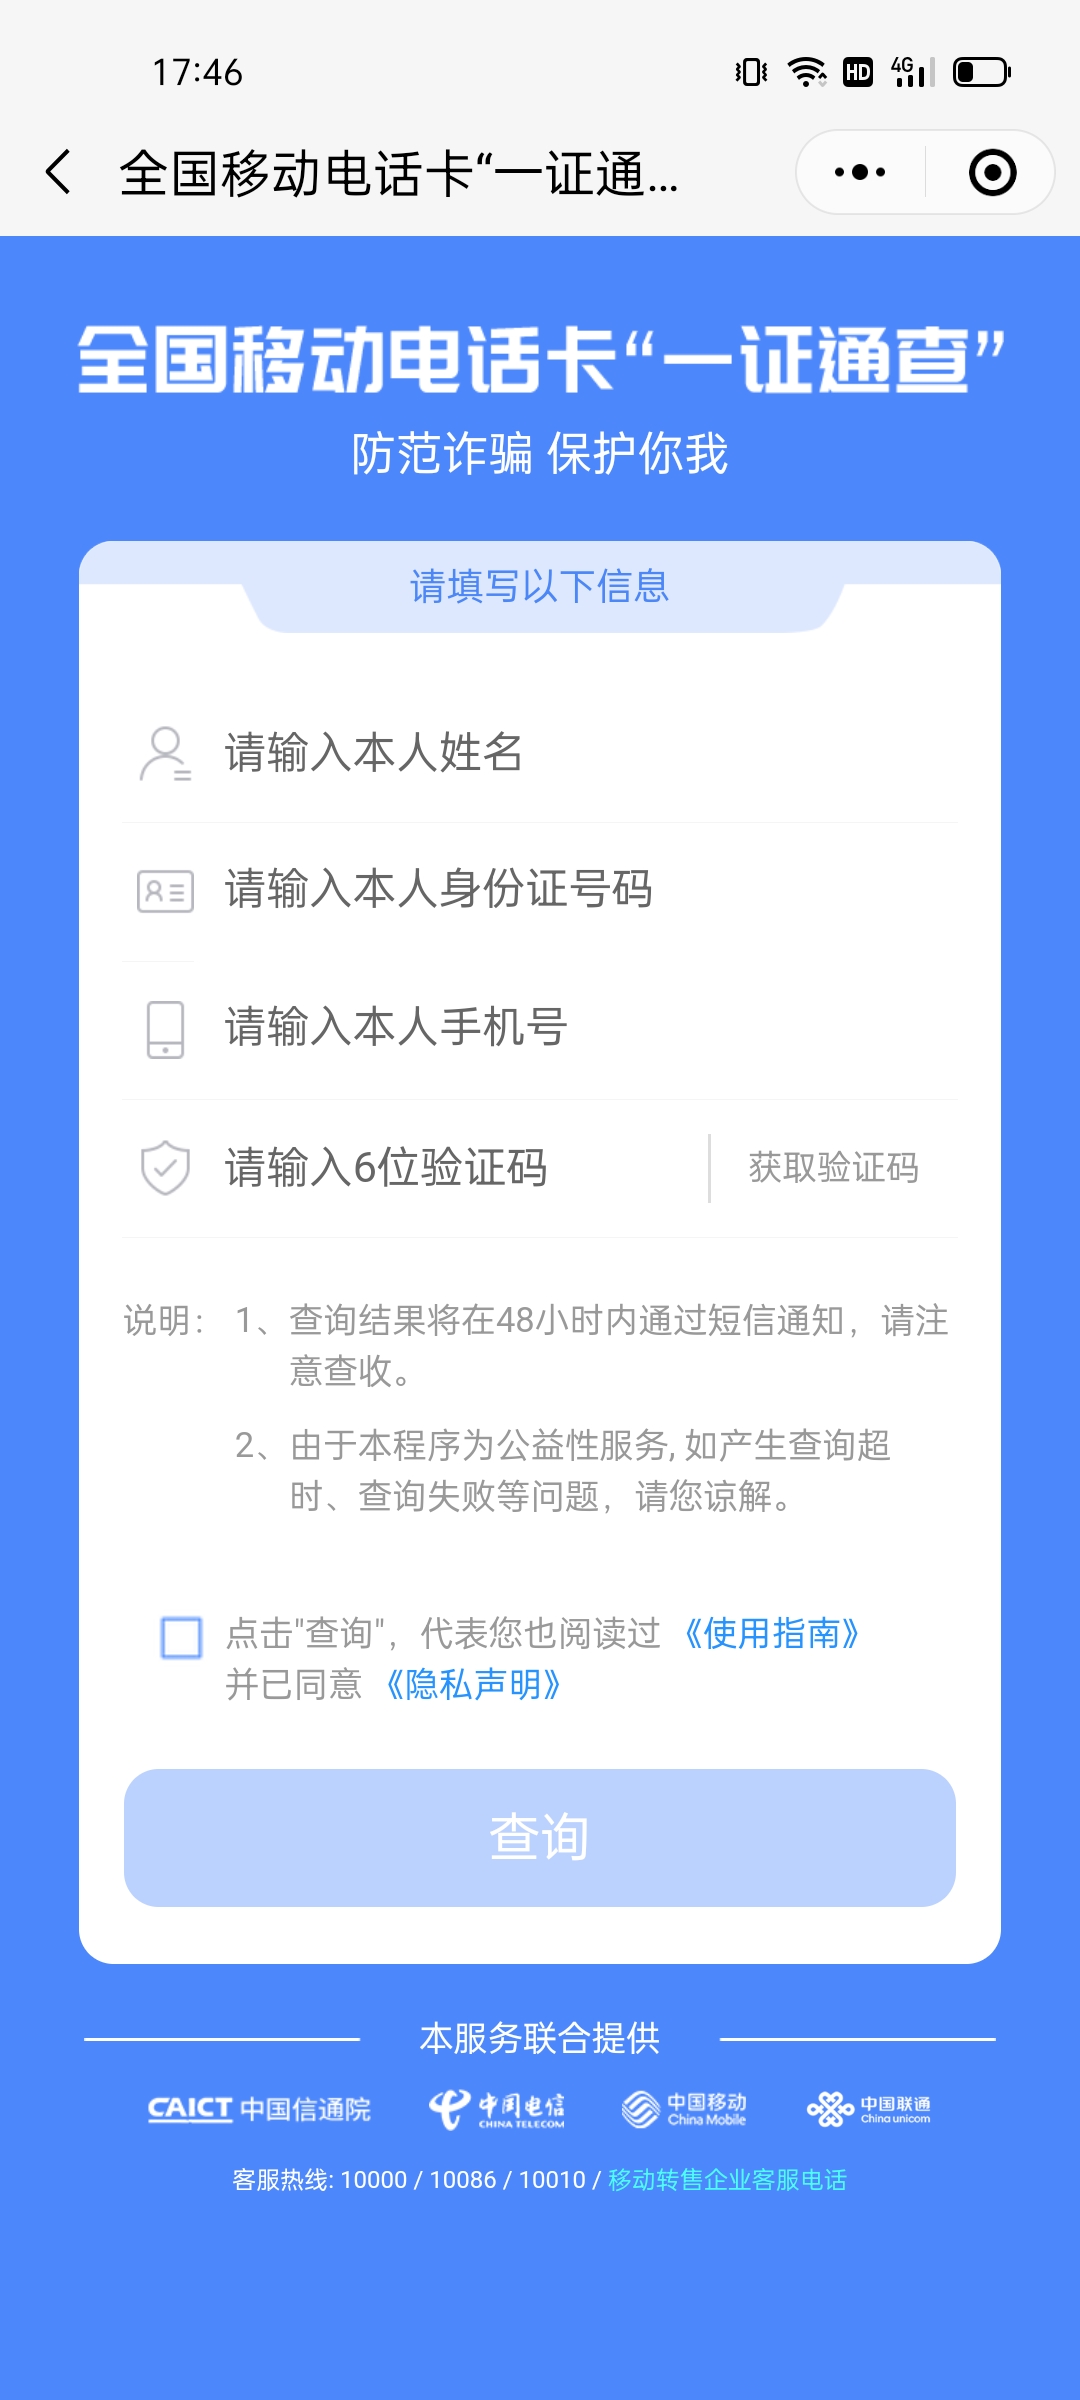 17:46
HD
4G
全国移动电话卡“一证通...
全国移动电话卡“一证通查”
防范诈骗 保护你我
请填写以下信息
请输入本人姓名
请输入本人身份证号码
请输入本人手机号
请输入6位验证码
获取验证码
说明：1、查询结果将在48小时内通过短信通知，请注
意查收。
2、由于本程序为公益性服务,如产生查询超
时、查询失败等问题，请您谅解。
点击"查询"，代表您也阅读过《使用指南》
并已同意《隐私声明》
查询
本服务联合提供
CAICT 中国信通院
中国电信
CHINA TELECOM
中国移动
China Mobile
中国联通
China unicom
客服热线: 10000 / 10086 / 10010 / 移动转售企业客服电话